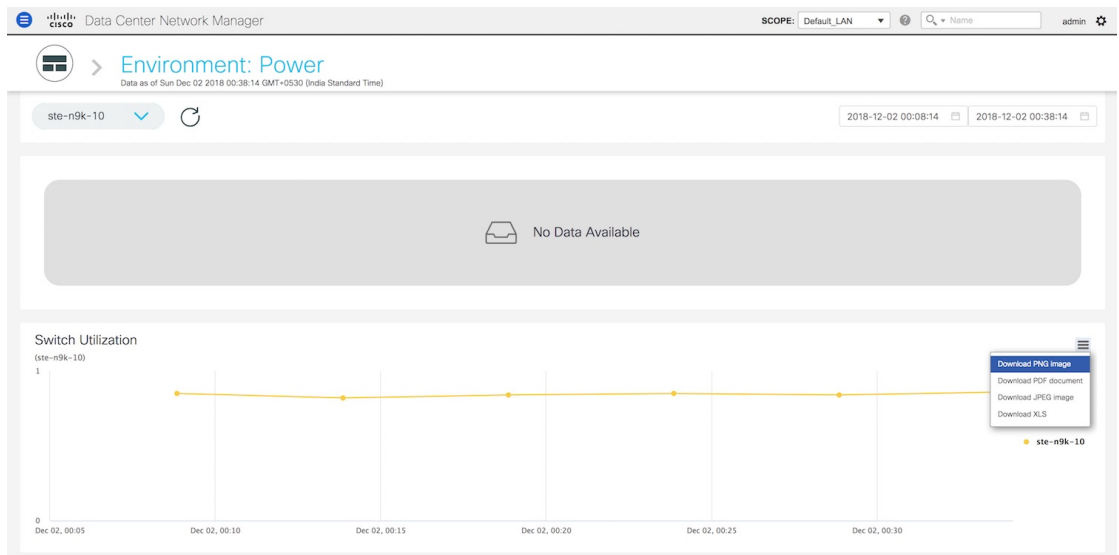 cisco Data Center Network Manager SCOPE: Default_LAN ? Name admin
Environment: Power
Data as of Sun Dec 02 2018 00:38:14 GMT+0530 (India Standard Time)
ste-n9k-10 2018-12-02 00:08:14 2018-12-02 00:38:14
No Data Available
Switch Utilization
(ste-n9k-10)
Download PNG image
Download PDF document
Download JPEG image
Download XLS
ste-n9k-10
1
0
Dec 02, 00:05 Dec 02, 00:10 Dec 02, 00:15 Dec 02, 00:20 Dec 02, 00:25 Dec 02, 00:30